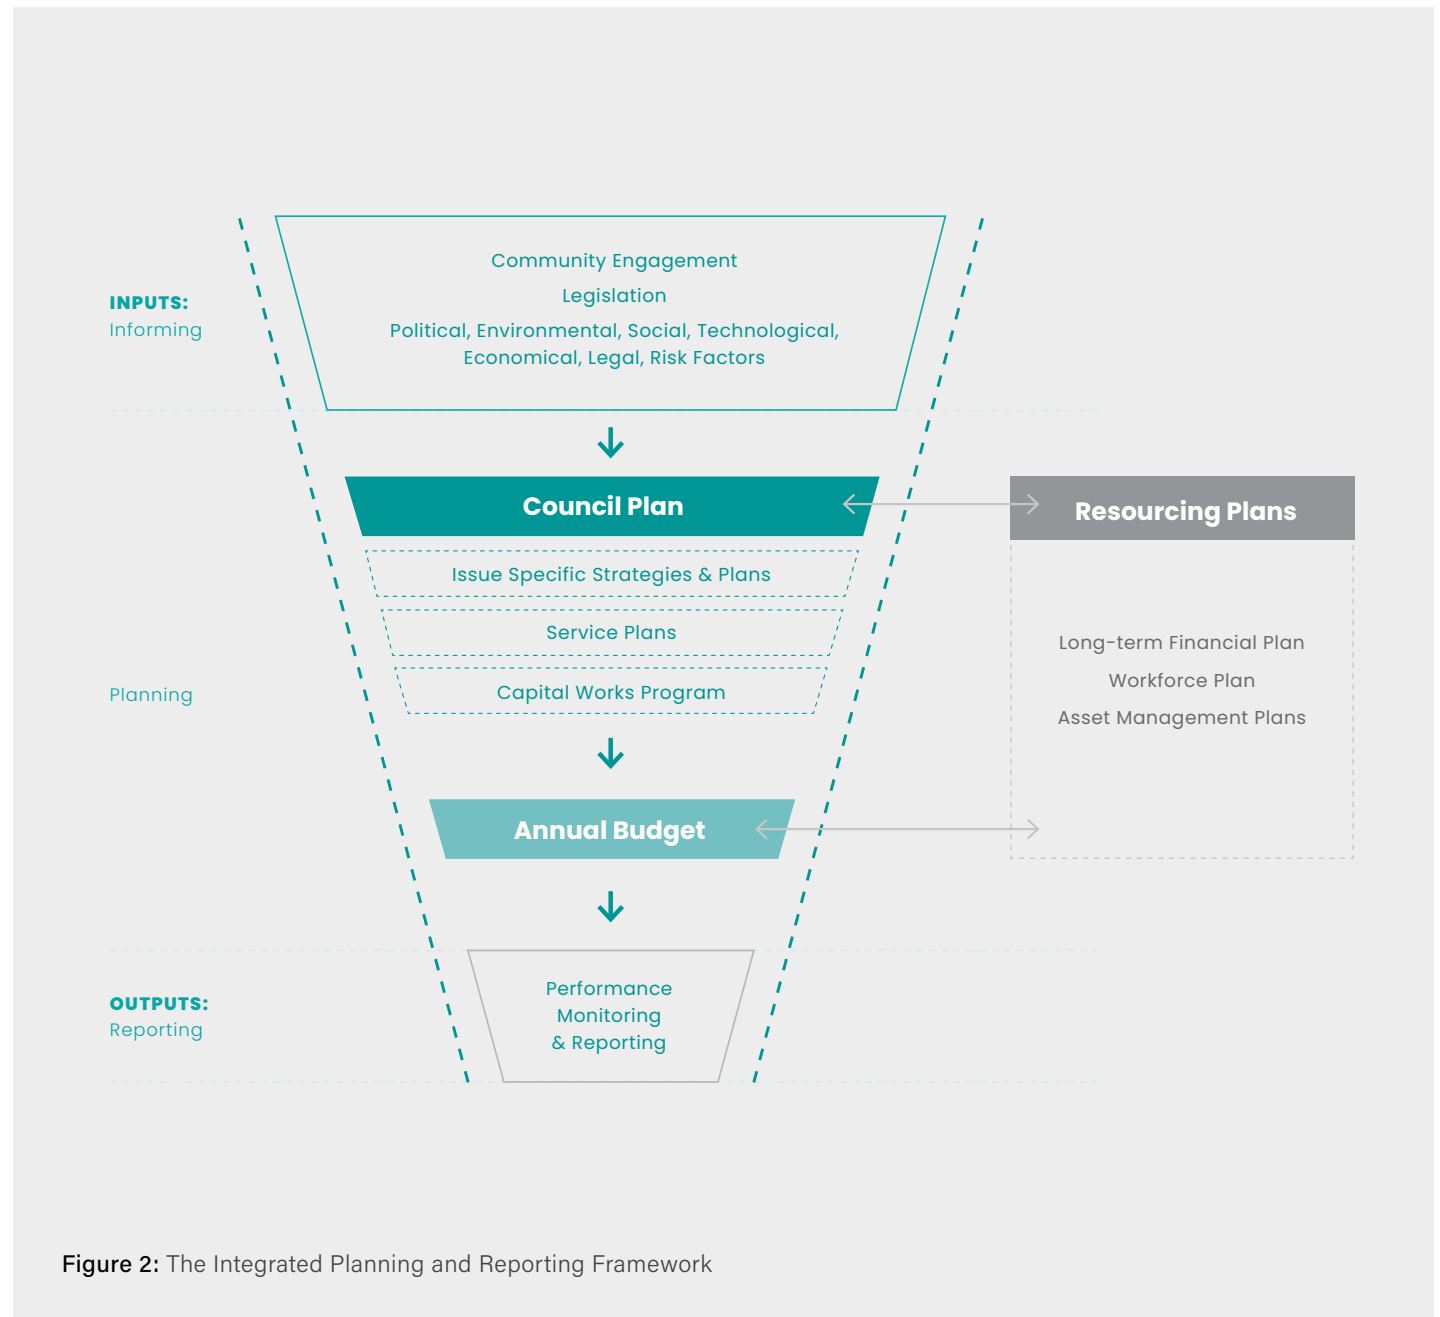 INPUTS:
Informing
Community Engagement
Legislation
Political, Environmental, Social, Technological,
Economical, Legal, Risk Factors
Council Plan
Resourcing Plans
Issue Specific Strategies & Plans
Service Plans
Capital Works Program
Planning
Long-term Financial Plan
Workforce Plan
Asset Management Plans
Annual Budget
OUTPUTS:
Reporting
Performance
Monitoring
& Reporting
Figure 2: The Integrated Planning and Reporting Framework